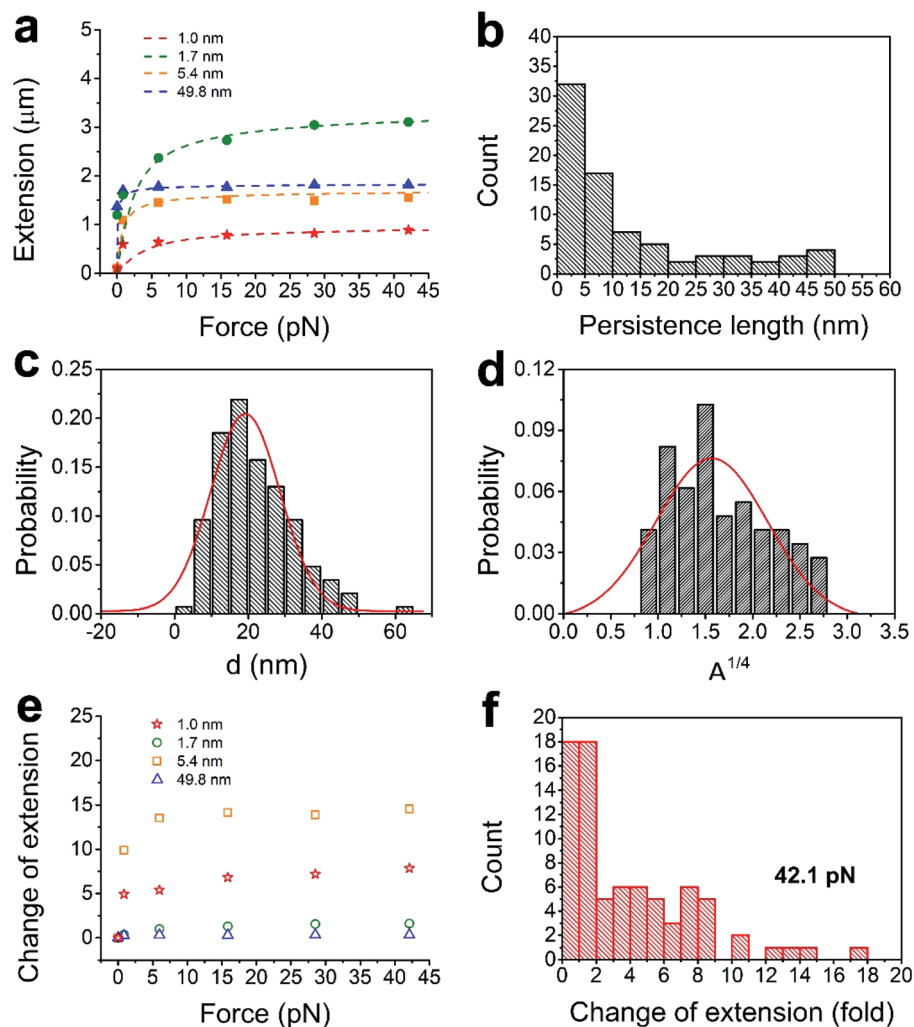 a
1.0 nm
1.7 nm
5.4 nm
49.8 nm
5
4
3
2
1
0
Extension (μm)
0 5 10 15 20 25 30 35 40 45
Force (pN)
b
40
35
30
25
20
15
10
5
0
Count
0 5 10 15 20 25 30 35 40 45 50 55 60
Persistence length (nm)
c
0.25
0.20
0.15
0.10
0.05
0.00
Probability
-20 0 20 40 60
d (nm)
d
0.12
0.09
0.06
0.03
0.00
Probability
0.0 0.5 1.0 1.5 2.0 2.5 3.0 3.5
A^1/4
e
1.0 nm
1.7 nm
5.4 nm
49.8 nm
25
20
15
10
5
0
Change of extension
0 5 10 15 20 25 30 35 40 45
Force (pN)
f
20
18
16
14
12
10
8
6
4
2
0
Count
42.1 pN
0 2 4 6 8 10 12 14 16 18 20
Change of extension (fold)